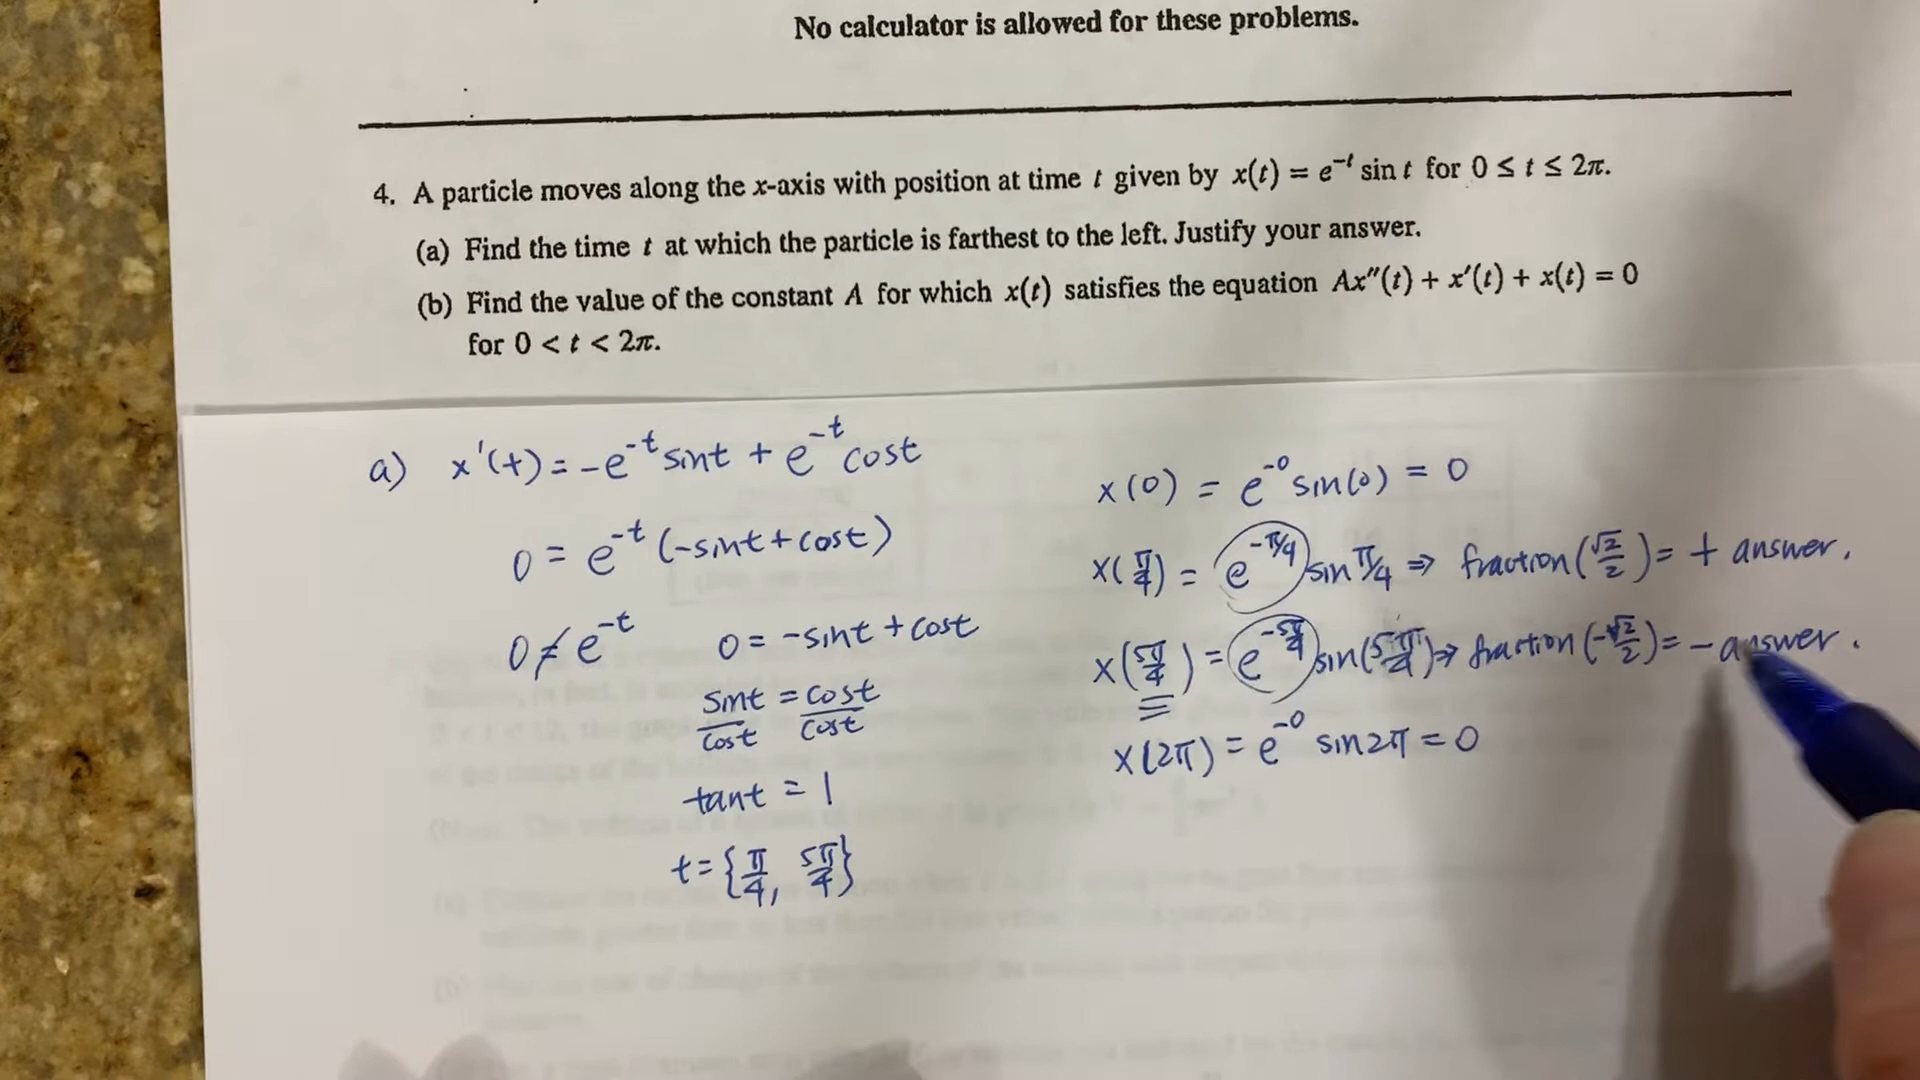 No calculator is allowed for these problems.
4. A particle moves along the x-axis with position at time t given by x(t) = e^{-t} sin t for 0 ≤ t ≤ 2π.
(a) Find the time t at which the particle is farthest to the left. Justify your answer.
(b) Find the value of the constant A for which x(t) satisfies the equation Ax″(t) + x′(t) + x(t) = 0
for 0 < t < 2π.
a) x'(t) = -e^{-t} sint + e^{-t} cost
0 = e^{-t} (-sint + cost)
0 ≠ e^{-t} 0 = -sint + cost
sint/cost = cost/cost
tant = 1
t = {π/4, 5π/4}
x(0) = e^{-0} sin(0) = 0
x(π/4) = e^{-π/4} sin π/4 ⇒ fraction (√2/2) = + answer.
x(5π/4) = e^{-5π/4} sin(5π/4) ⇒ fraction (-√2/2) = - answer.
x(2π) = e^{-0} sin2π = 0